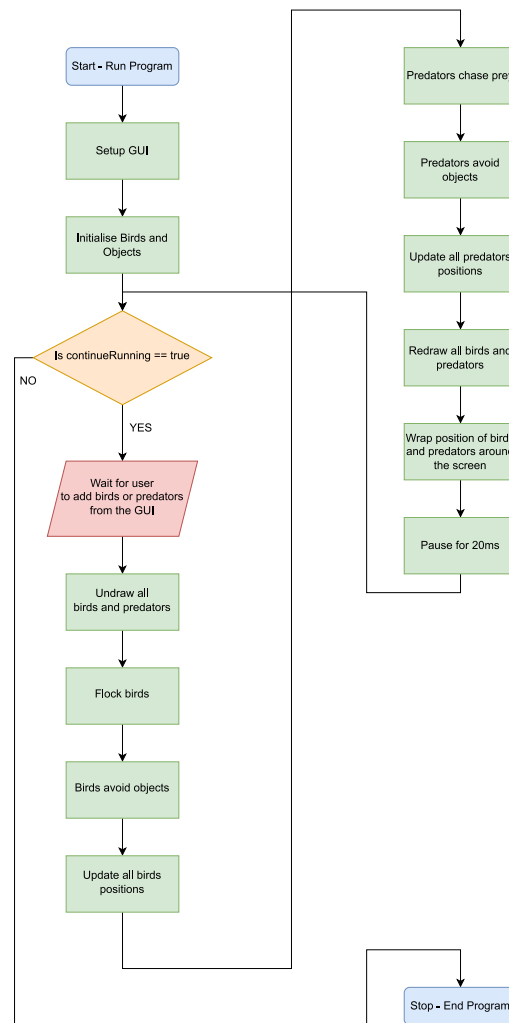 Start - Run Program
Setup GUI
Initialise Birds and
Objects
Is continueRunning == true
NO
YES
Wait for user
to add birds or predators
from the GUI
Undraw all
birds and predators
Flock birds
Birds avoid objects
Update all birds
positions
Predators chase prey
Predators avoid
objects
Update all predators
positions
Redraw all birds and
predators
Wrap position of birds
and predators around
the screen
Pause for 20ms
Stop - End Program